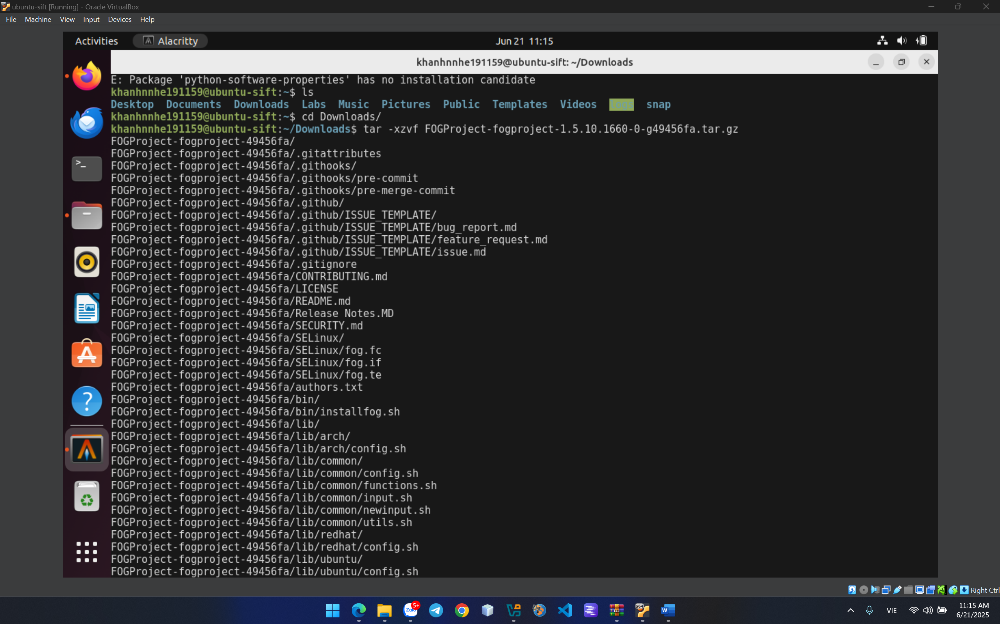 ubuntu-sift [Running] - Oracle VirtualBox
File Machine View Input Devices Help
Activities Alacritty Jun 21 11:15
khanhnnhe191159@ubuntu-sift: ~/Downloads
E: Package 'python-software-properties' has no installation candidate
khanhnnhe191159@ubuntu-sift:~$ ls
Desktop Documents Downloads Labs Music Pictures Public Templates Videos logs snap
khanhnnhe191159@ubuntu-sift:~$ cd Downloads/
khanhnnhe191159@ubuntu-sift:~/Downloads$ tar -xzvf FOGProject-fogproject-1.5.10.1660-0-g49456fa.tar.gz
FOGProject-fogproject-49456fa/
FOGProject-fogproject-49456fa/.gitattributes
FOGProject-fogproject-49456fa/.githooks/
FOGProject-fogproject-49456fa/.githooks/pre-commit
FOGProject-fogproject-49456fa/.githooks/pre-merge-commit
FOGProject-fogproject-49456fa/.github/
FOGProject-fogproject-49456fa/.github/ISSUE_TEMPLATE/
FOGProject-fogproject-49456fa/.github/ISSUE_TEMPLATE/bug_report.md
FOGProject-fogproject-49456fa/.github/ISSUE_TEMPLATE/feature_request.md
FOGProject-fogproject-49456fa/.github/ISSUE_TEMPLATE/issue.md
FOGProject-fogproject-49456fa/.gitignore
FOGProject-fogproject-49456fa/CONTRIBUTING.md
FOGProject-fogproject-49456fa/LICENSE
FOGProject-fogproject-49456fa/README.md
FOGProject-fogproject-49456fa/Release Notes.MD
FOGProject-fogproject-49456fa/SECURITY.md
FOGProject-fogproject-49456fa/SELinux/
FOGProject-fogproject-49456fa/SELinux/fog.fc
FOGProject-fogproject-49456fa/SELinux/fog.if
FOGProject-fogproject-49456fa/SELinux/fog.te
FOGProject-fogproject-49456fa/authors.txt
FOGProject-fogproject-49456fa/bin/
FOGProject-fogproject-49456fa/bin/installfog.sh
FOGProject-fogproject-49456fa/lib/
FOGProject-fogproject-49456fa/lib/arch/
FOGProject-fogproject-49456fa/lib/arch/config.sh
FOGProject-fogproject-49456fa/lib/common/
FOGProject-fogproject-49456fa/lib/common/config.sh
FOGProject-fogproject-49456fa/lib/common/functions.sh
FOGProject-fogproject-49456fa/lib/common/input.sh
FOGProject-fogproject-49456fa/lib/common/newinput.sh
FOGProject-fogproject-49456fa/lib/common/utils.sh
FOGProject-fogproject-49456fa/lib/redhat/
FOGProject-fogproject-49456fa/lib/redhat/config.sh
FOGProject-fogproject-49456fa/lib/ubuntu/
FOGProject-fogproject-49456fa/lib/ubuntu/config.sh
Right Ctrl
Zalo 5+ x64 W VIE 11:15 AM
6/21/2025